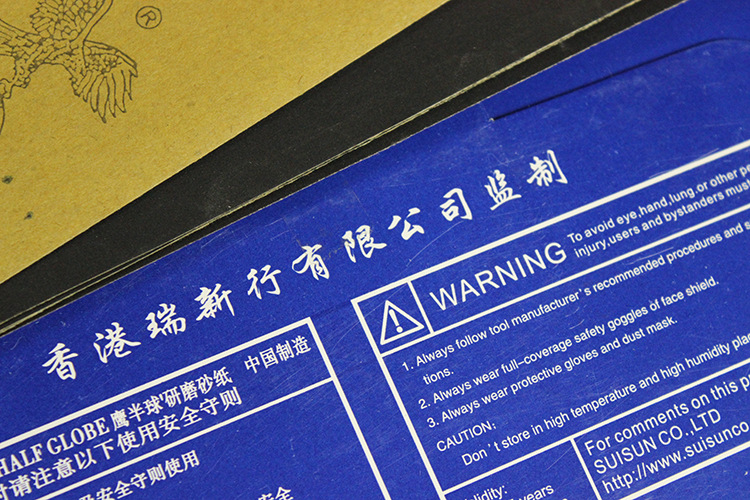 ®
香港瑞新行有限公司监制
WARNING To avoid eye,hand,lung,or other
injury,users and bystanders must
1. Always follow tool manufacturer's recommended procedures and
tions.
2. Always wear full-coverage safety goggles of face shield.
3. Always wear protective gloves and dust mask.
CAUTION;
Don't store in high temperature and high humidity
HALF GLOBE 鹰半球研磨砂纸 中国制造
请注意以下使用安全守则
安全守则使用
For comments on this
SUISUN CO.,LTD
http://www.suisun
years